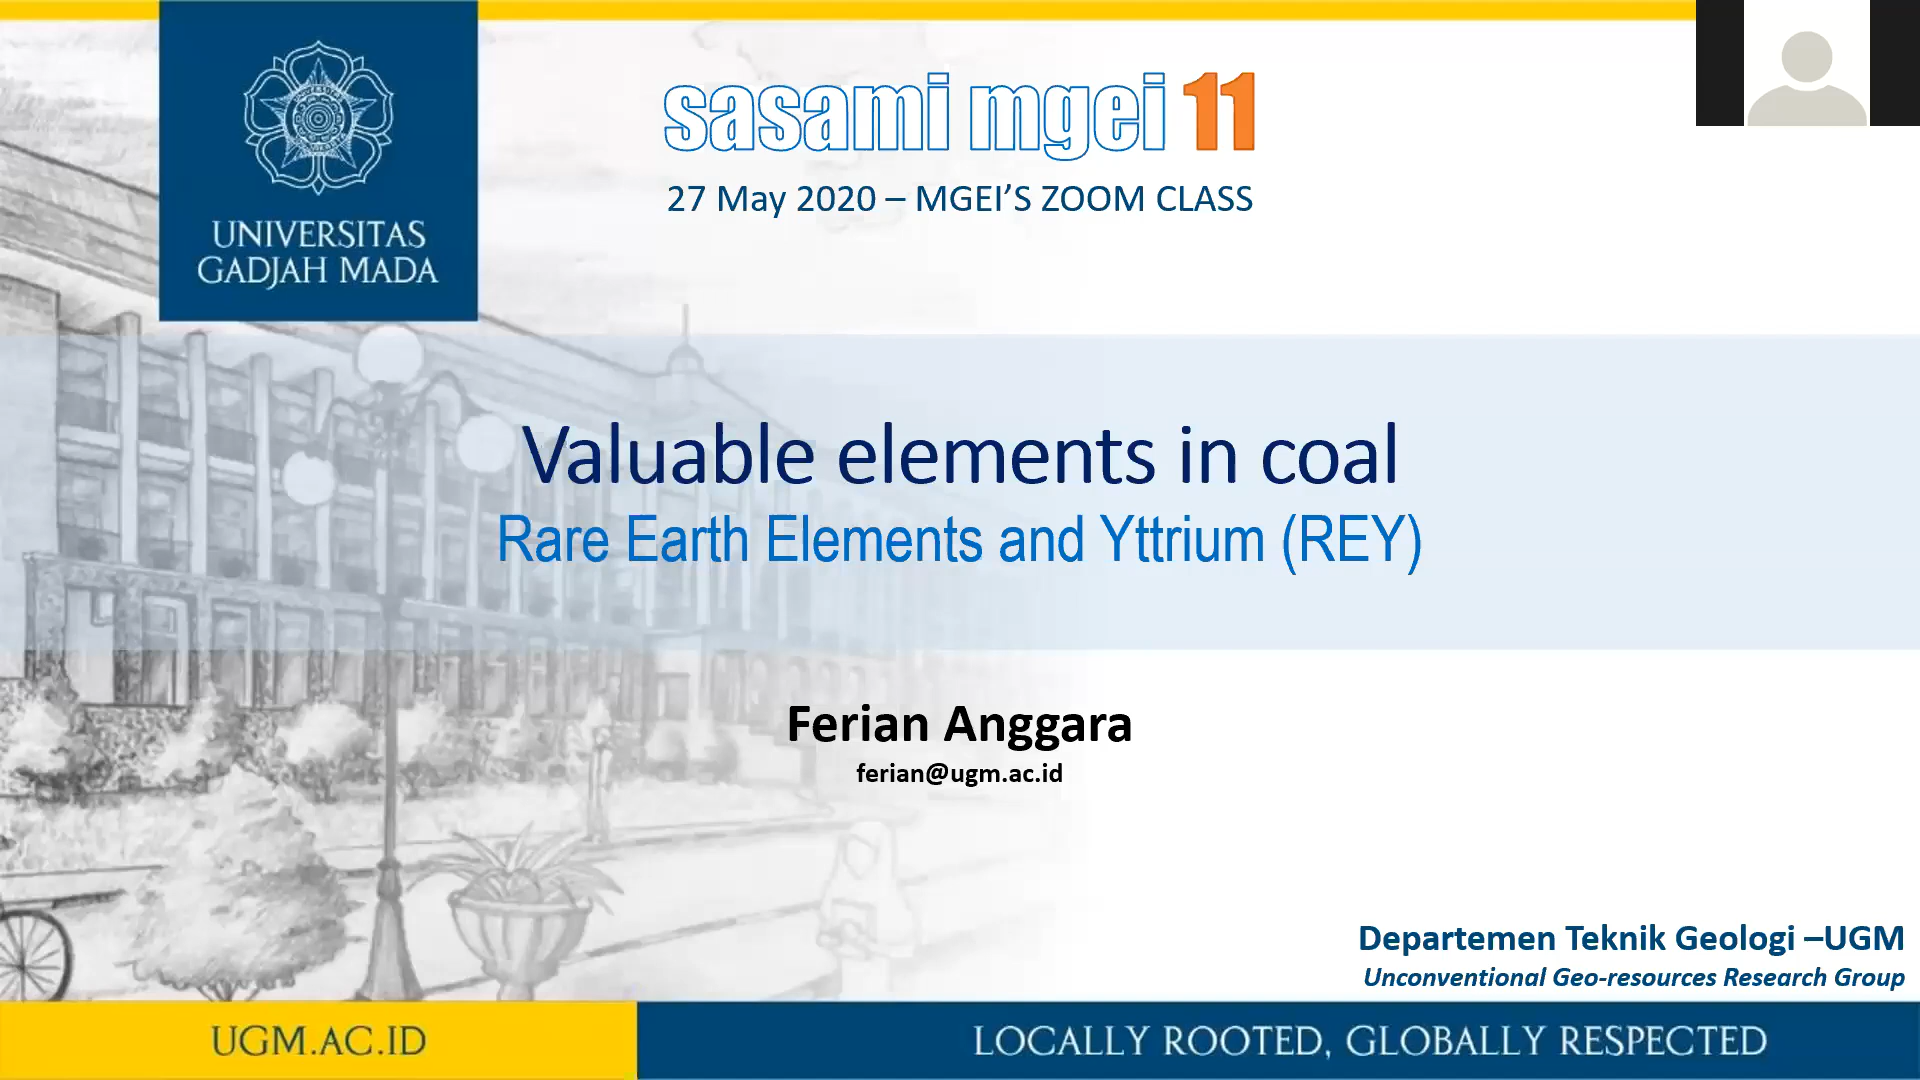 UNIVERSITAS
GADJAH MADA
sasami mgei 11
27 May 2020 – MGEI’S ZOOM CLASS
Valuable elements in coal
Rare Earth Elements and Yttrium (REY)
Ferian Anggara
ferian@ugm.ac.id
Departemen Teknik Geologi –UGM
Unconventional Geo-resources Research Group
UGM.AC.ID
LOCALLY ROOTED, GLOBALLY RESPECTED